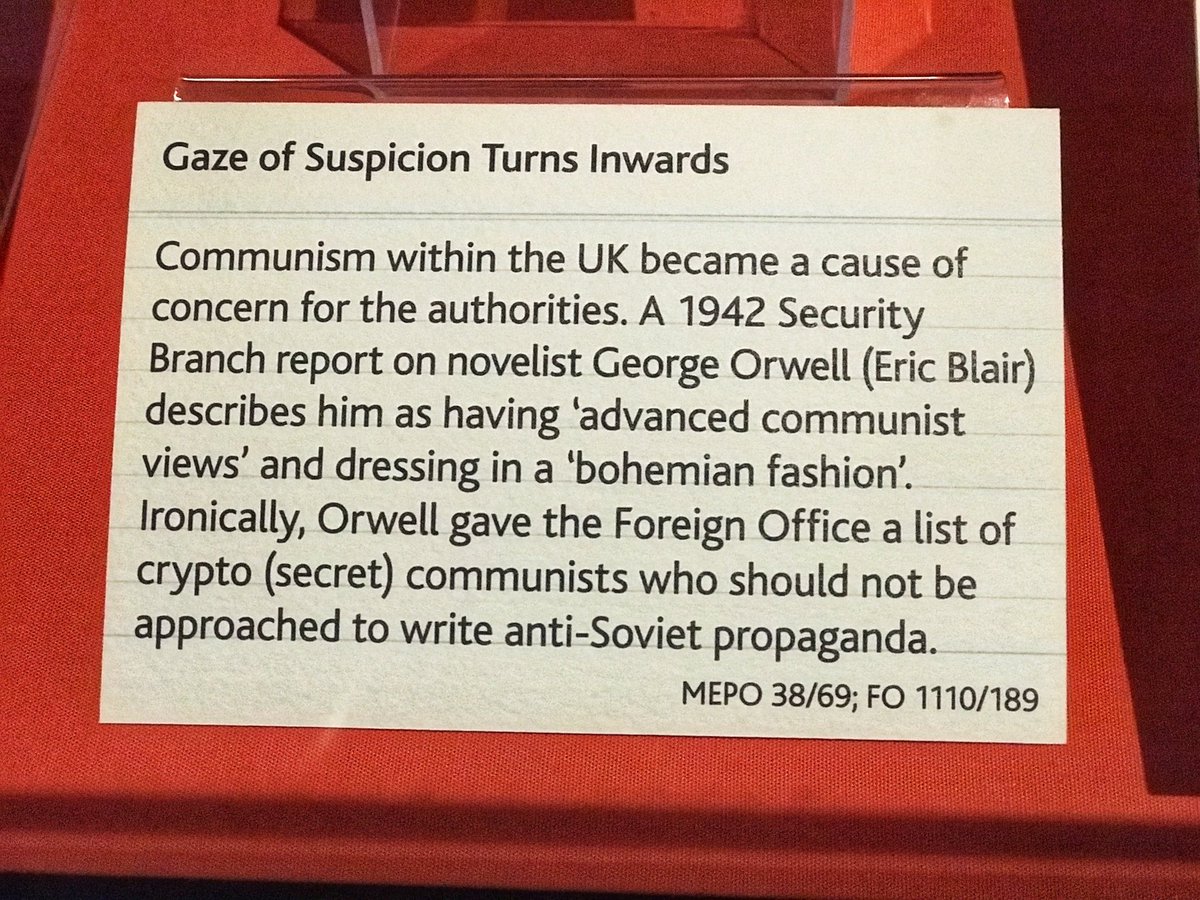 Gaze of Suspicion Turns Inwards
Communism within the UK became a cause of
concern for the authorities. A 1942 Security
Branch report on novelist George Orwell (Eric Blair)
describes him as having ‘advanced communist
views’ and dressing in a ‘bohemian fashion’.
Ironically, Orwell gave the Foreign Office a list of
crypto (secret) communists who should not be
approached to write anti-Soviet propaganda.
MEPO 38/69; FO 1110/189